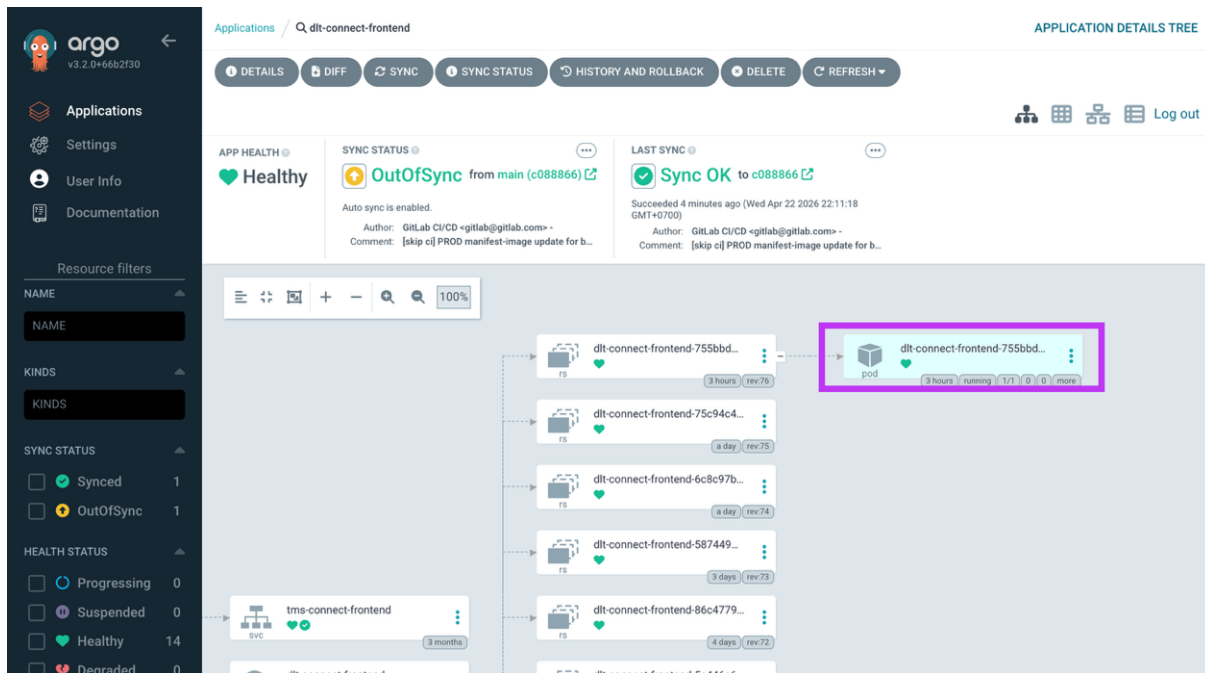 argo
v3.2.0+66b2f30
Applications
Settings
User Info
Documentation
Resource filters
NAME
NAME
KINDS
KINDS
SYNC STATUS
Synced 1
OutOfSync 1
HEALTH STATUS
Progressing 0
Suspended 0
Healthy 14
Degraded 0
Applications / dlt-connect-frontend
APPLICATION DETAILS TREE
DETAILS DIFF SYNC SYNC STATUS HISTORY AND ROLLBACK DELETE REFRESH
Log out
APP HEALTH
Healthy
SYNC STATUS
OutOfSync from main (c088866)
Auto sync is enabled.
Author: GitLab CI/CD <gitlab@gitlab.com> -
Comment: [skip ci] PROD manifest-image update for b...
LAST SYNC
Sync OK to c088866
Succeeded 4 minutes ago (Wed Apr 22 2026 22:11:18
GMT+0700)
Author: GitLab CI/CD <gitlab@gitlab.com> -
Comment: [skip ci] PROD manifest-image update for b...
100%
dlt-connect-frontend-755bbd...
rs
3 hours rev:76
dlt-connect-frontend-755bbd...
pod
3 hours running 1/1 0 0 more
dlt-connect-frontend-75c94c4...
rs
a day rev:75
dlt-connect-frontend-6c8c97b...
rs
a day rev:74
dlt-connect-frontend-587449...
rs
3 days rev:73
tms-connect-frontend
svc
3 months
dlt-connect-frontend-86c4779...
rs
4 days rev:72